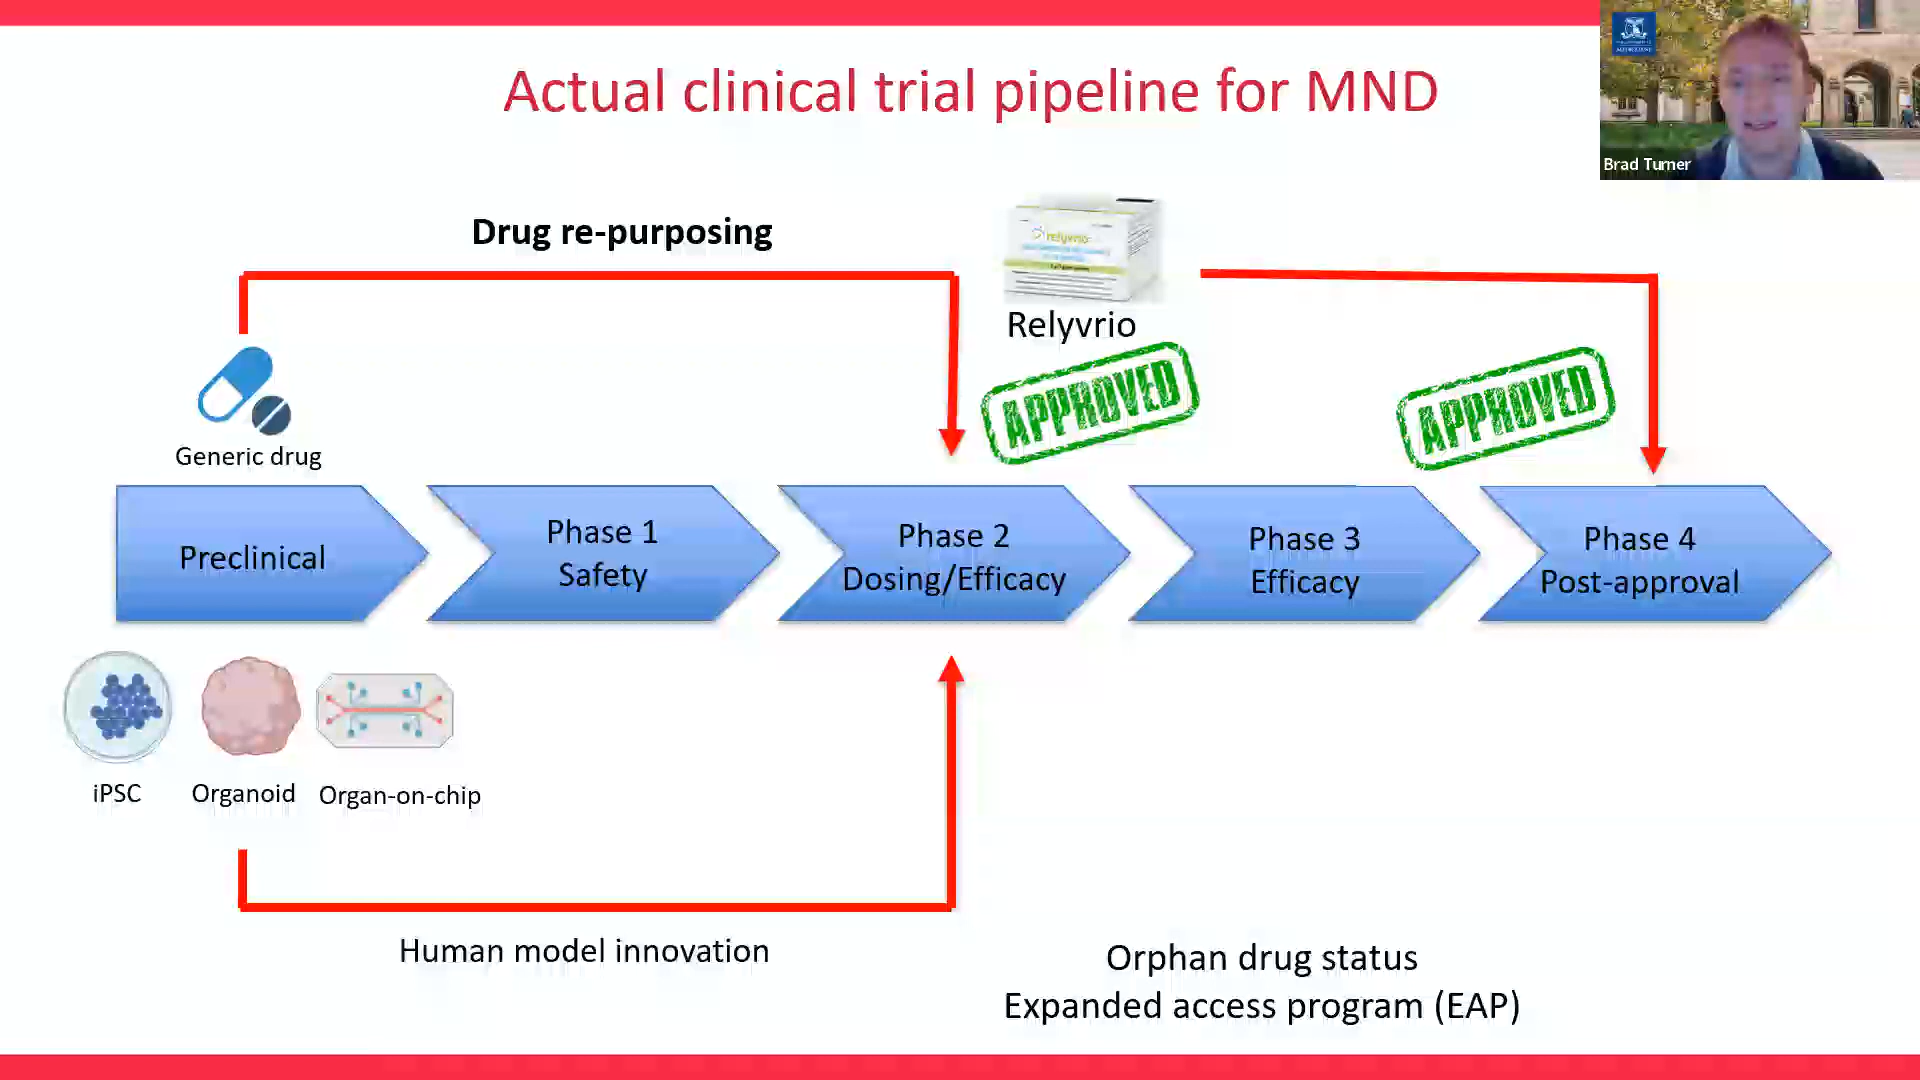 Actual clinical trial pipeline for MND
Brad Turner
Drug re-purposing
relyvrio
Relyvrio
APPROVED
APPROVED
Generic drug
Preclinical
Phase 1
Safety
Phase 2
Dosing/Efficacy
Phase 3
Efficacy
Phase 4
Post-approval
iPSC
Organoid
Organ-on-chip
Human model innovation
Orphan drug status
Expanded access program (EAP)